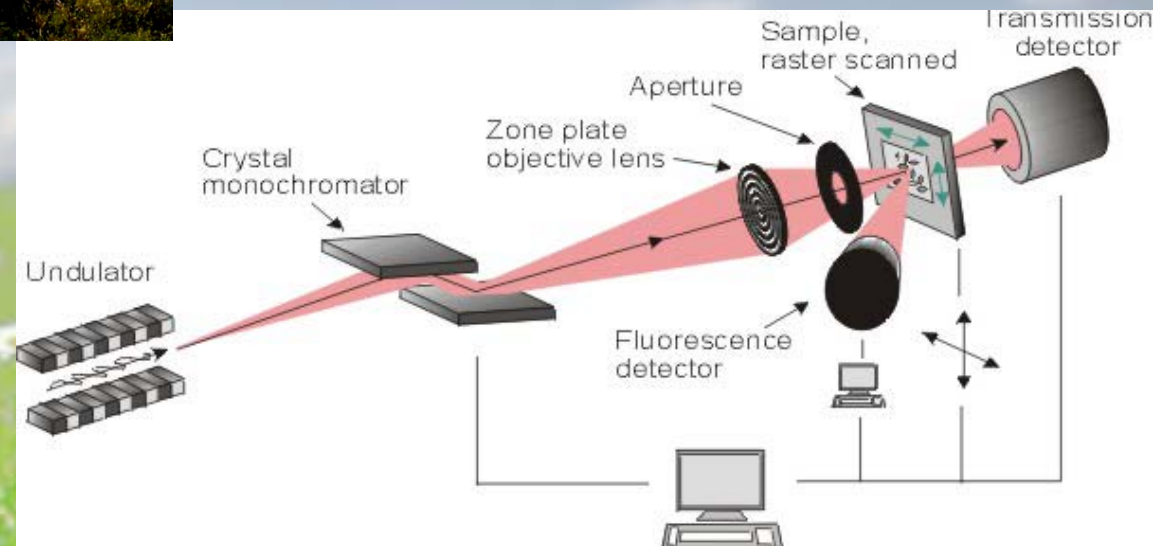 Transmission
detector
Sample,
raster scanned
Aperture
Zone plate
objective lens
Crystal
monochromator
Undulator
Fluorescence
detector